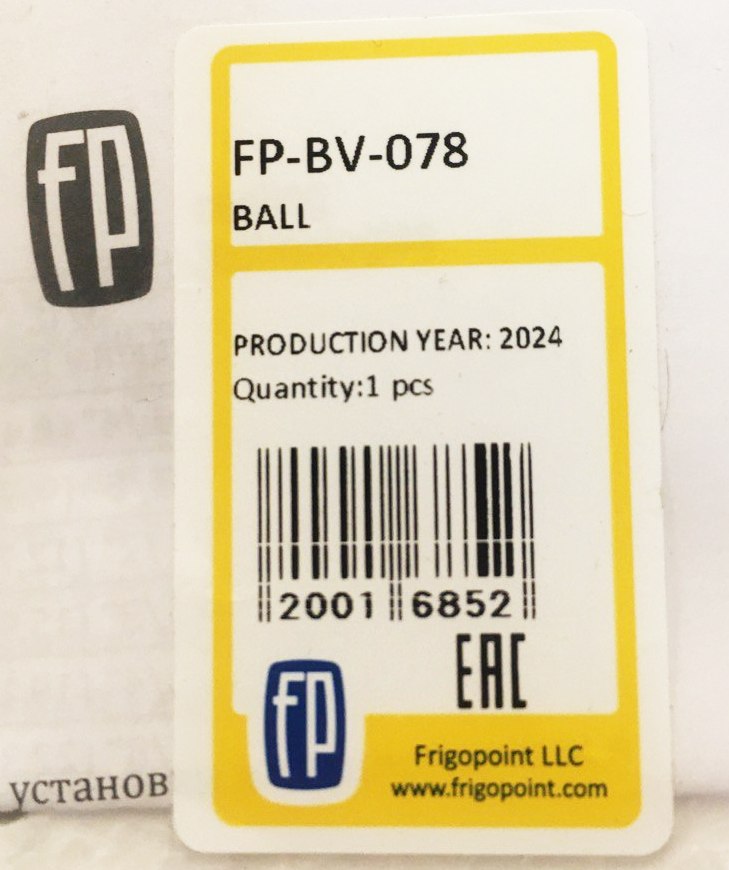 fp
FP-BV-078
BALL
PRODUCTION YEAR: 2024
Quantity:1 pcs
2001 6852
EAC
fp
Frigopoint LLC
www.frigopoint.com
установ